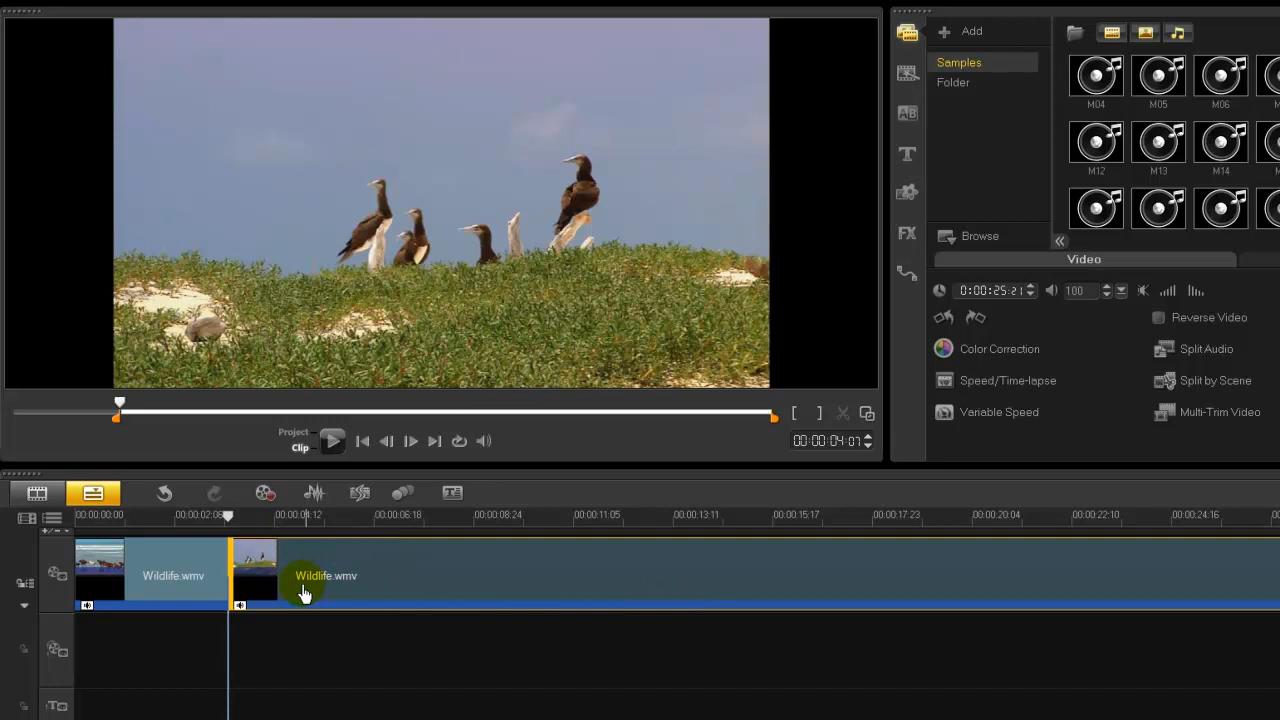 Add
Samples
Folder
M04
M05
M06
M12
M13
M14
Browse
AB
T
FX
Video
0:00:25:21
100
Reverse Video
Color Correction
Split Audio
Speed/Time-lapse
Split by Scene
Variable Speed
Multi-Trim Video
Project
Clip
00:00:04:07
00:00:00:00
00:00:02:06
00:00:04:12
00:00:06:18
00:00:08:24
00:00:11:05
00:00:13:11
00:00:15:17
00:00:17:23
00:00:20:04
00:00:22:10
00:00:24:16
Wildlife.wmv
Wildlife.wmv